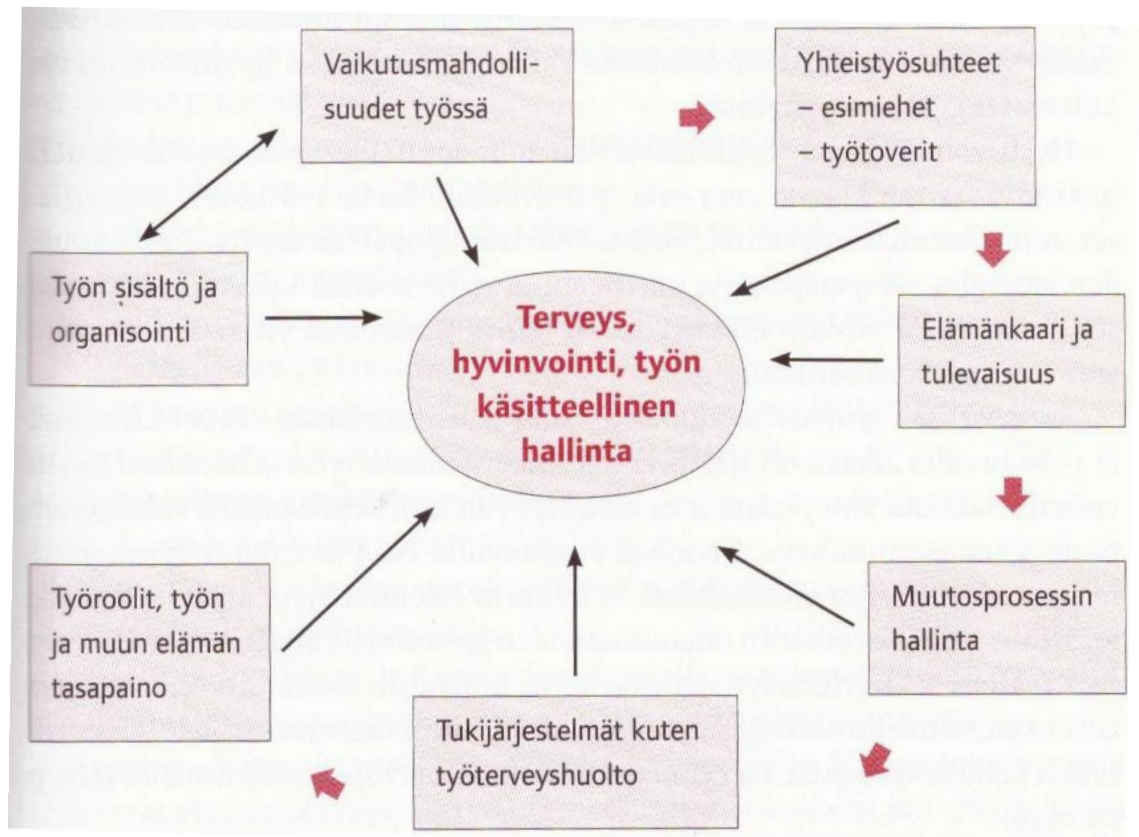 Vaikutusmahdolli-
suudet työssä
Yhteistyösuhteet
– esimiehet
– työtoverit
Työn sisältö ja
organisointi
Terveys,
hyvinvointi, työn
käsitteellinen
hallinta
Elämänkaari ja
tulevaisuus
Työroolit, työn
ja muun elämän
tasapaino
Tukijärjestelmät kuten
työterveyshuolto
Muutosprosessin
hallinta